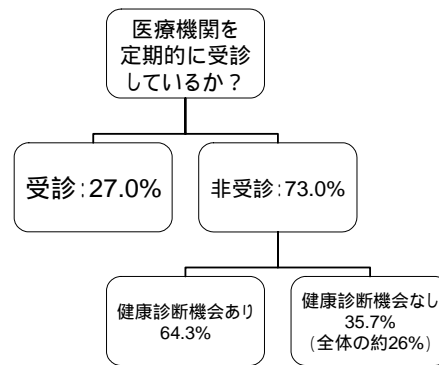 医療機関を
定期的に受診
しているか？
受診：27.0%
非受診：73.0%
健康診断機会あり
64.3%
健康診断機会なし
35.7%
（全体の約26%）